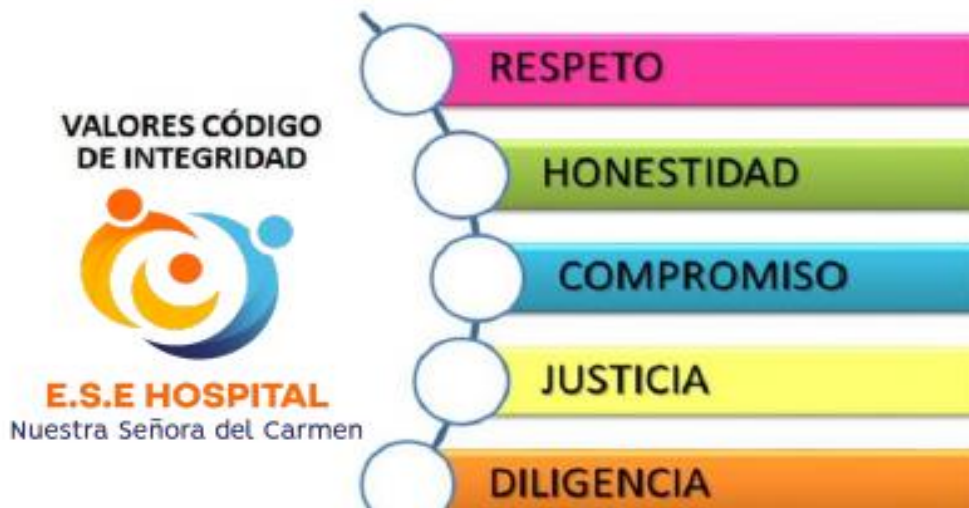 VALORES CÓDIGO
DE INTEGRIDAD
E.S.E HOSPITAL
Nuestra Señora del Carmen
RESPETO
HONESTIDAD
COMPROMISO
JUSTICIA
DILIGENCIA